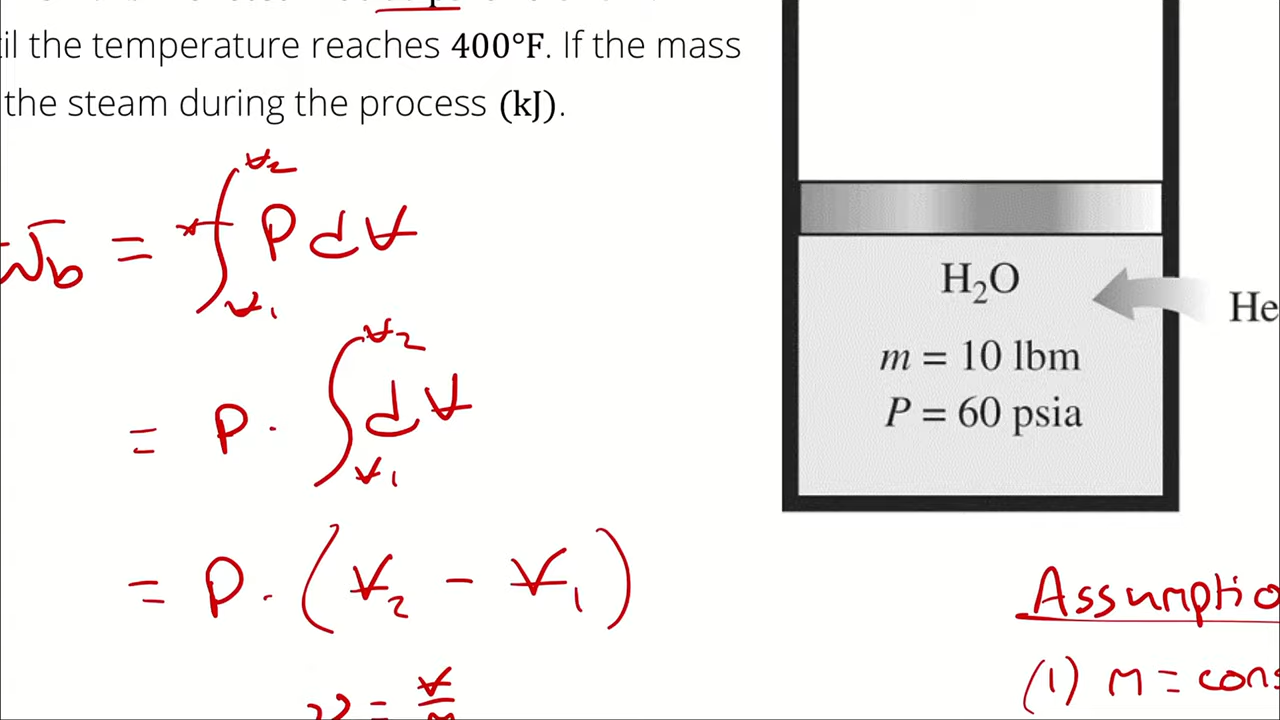 til the temperature reaches 400°F. If the mass
the steam during the process (kJ).
W_b = ∫_{V_1}^{V_2} P dV
= P · ∫_{V_1}^{V_2} dV
= P · (V_2 - V_1)
ν = V/m
H₂O
m = 10 lbm
P = 60 psia
He
Assumptio
(1) m = cons